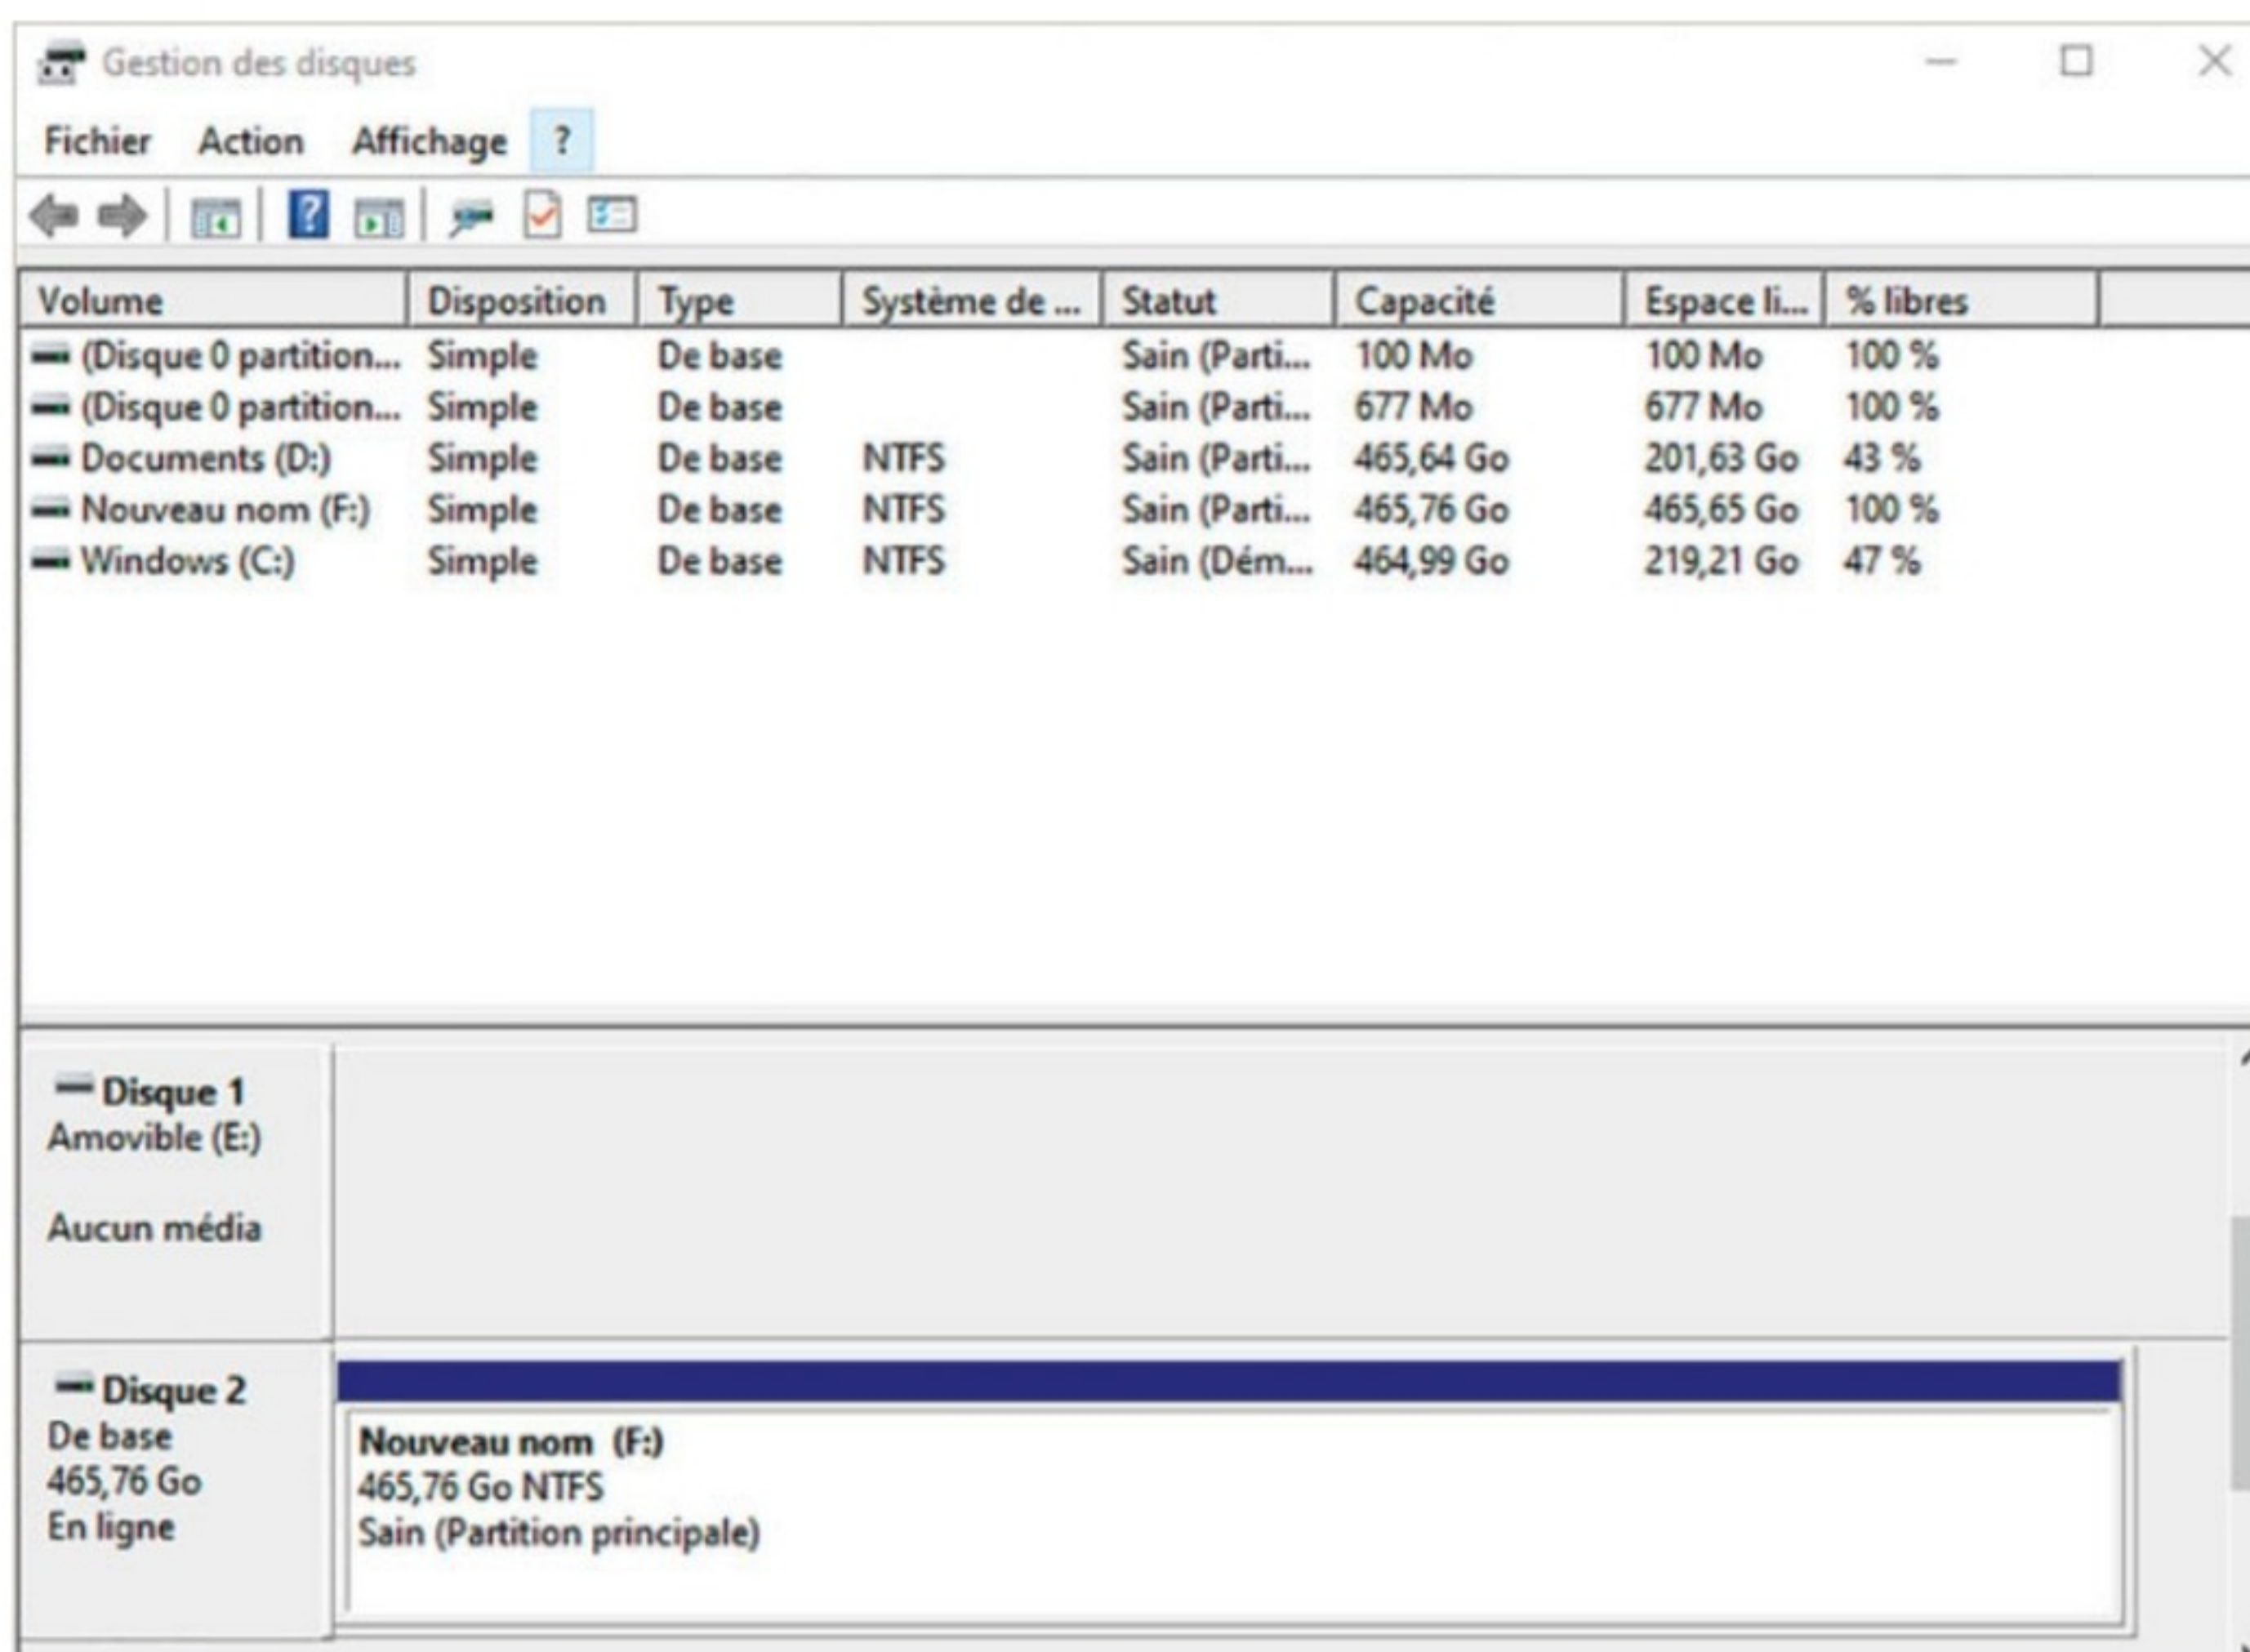 Gestion des disques
Fichier Action Affichage ?
Volume Disposition Type Système de ... Statut Capacité Espace li... % libres
(Disque 0 partition... Simple De base Sain (Parti... 100 Mo 100 Mo 100 %
(Disque 0 partition... Simple De base Sain (Parti... 677 Mo 677 Mo 100 %
Documents (D:) Simple De base NTFS Sain (Parti... 465,64 Go 201,63 Go 43 %
Nouveau nom (F:) Simple De base NTFS Sain (Parti... 465,76 Go 465,65 Go 100 %
Windows (C:) Simple De base NTFS Sain (Dém... 464,99 Go 219,21 Go 47 %
Disque 1
Amovible (E:)
Aucun média
Disque 2
De base
465,76 Go
En ligne
Nouveau nom (F:)
465,76 Go NTFS
Sain (Partition principale)